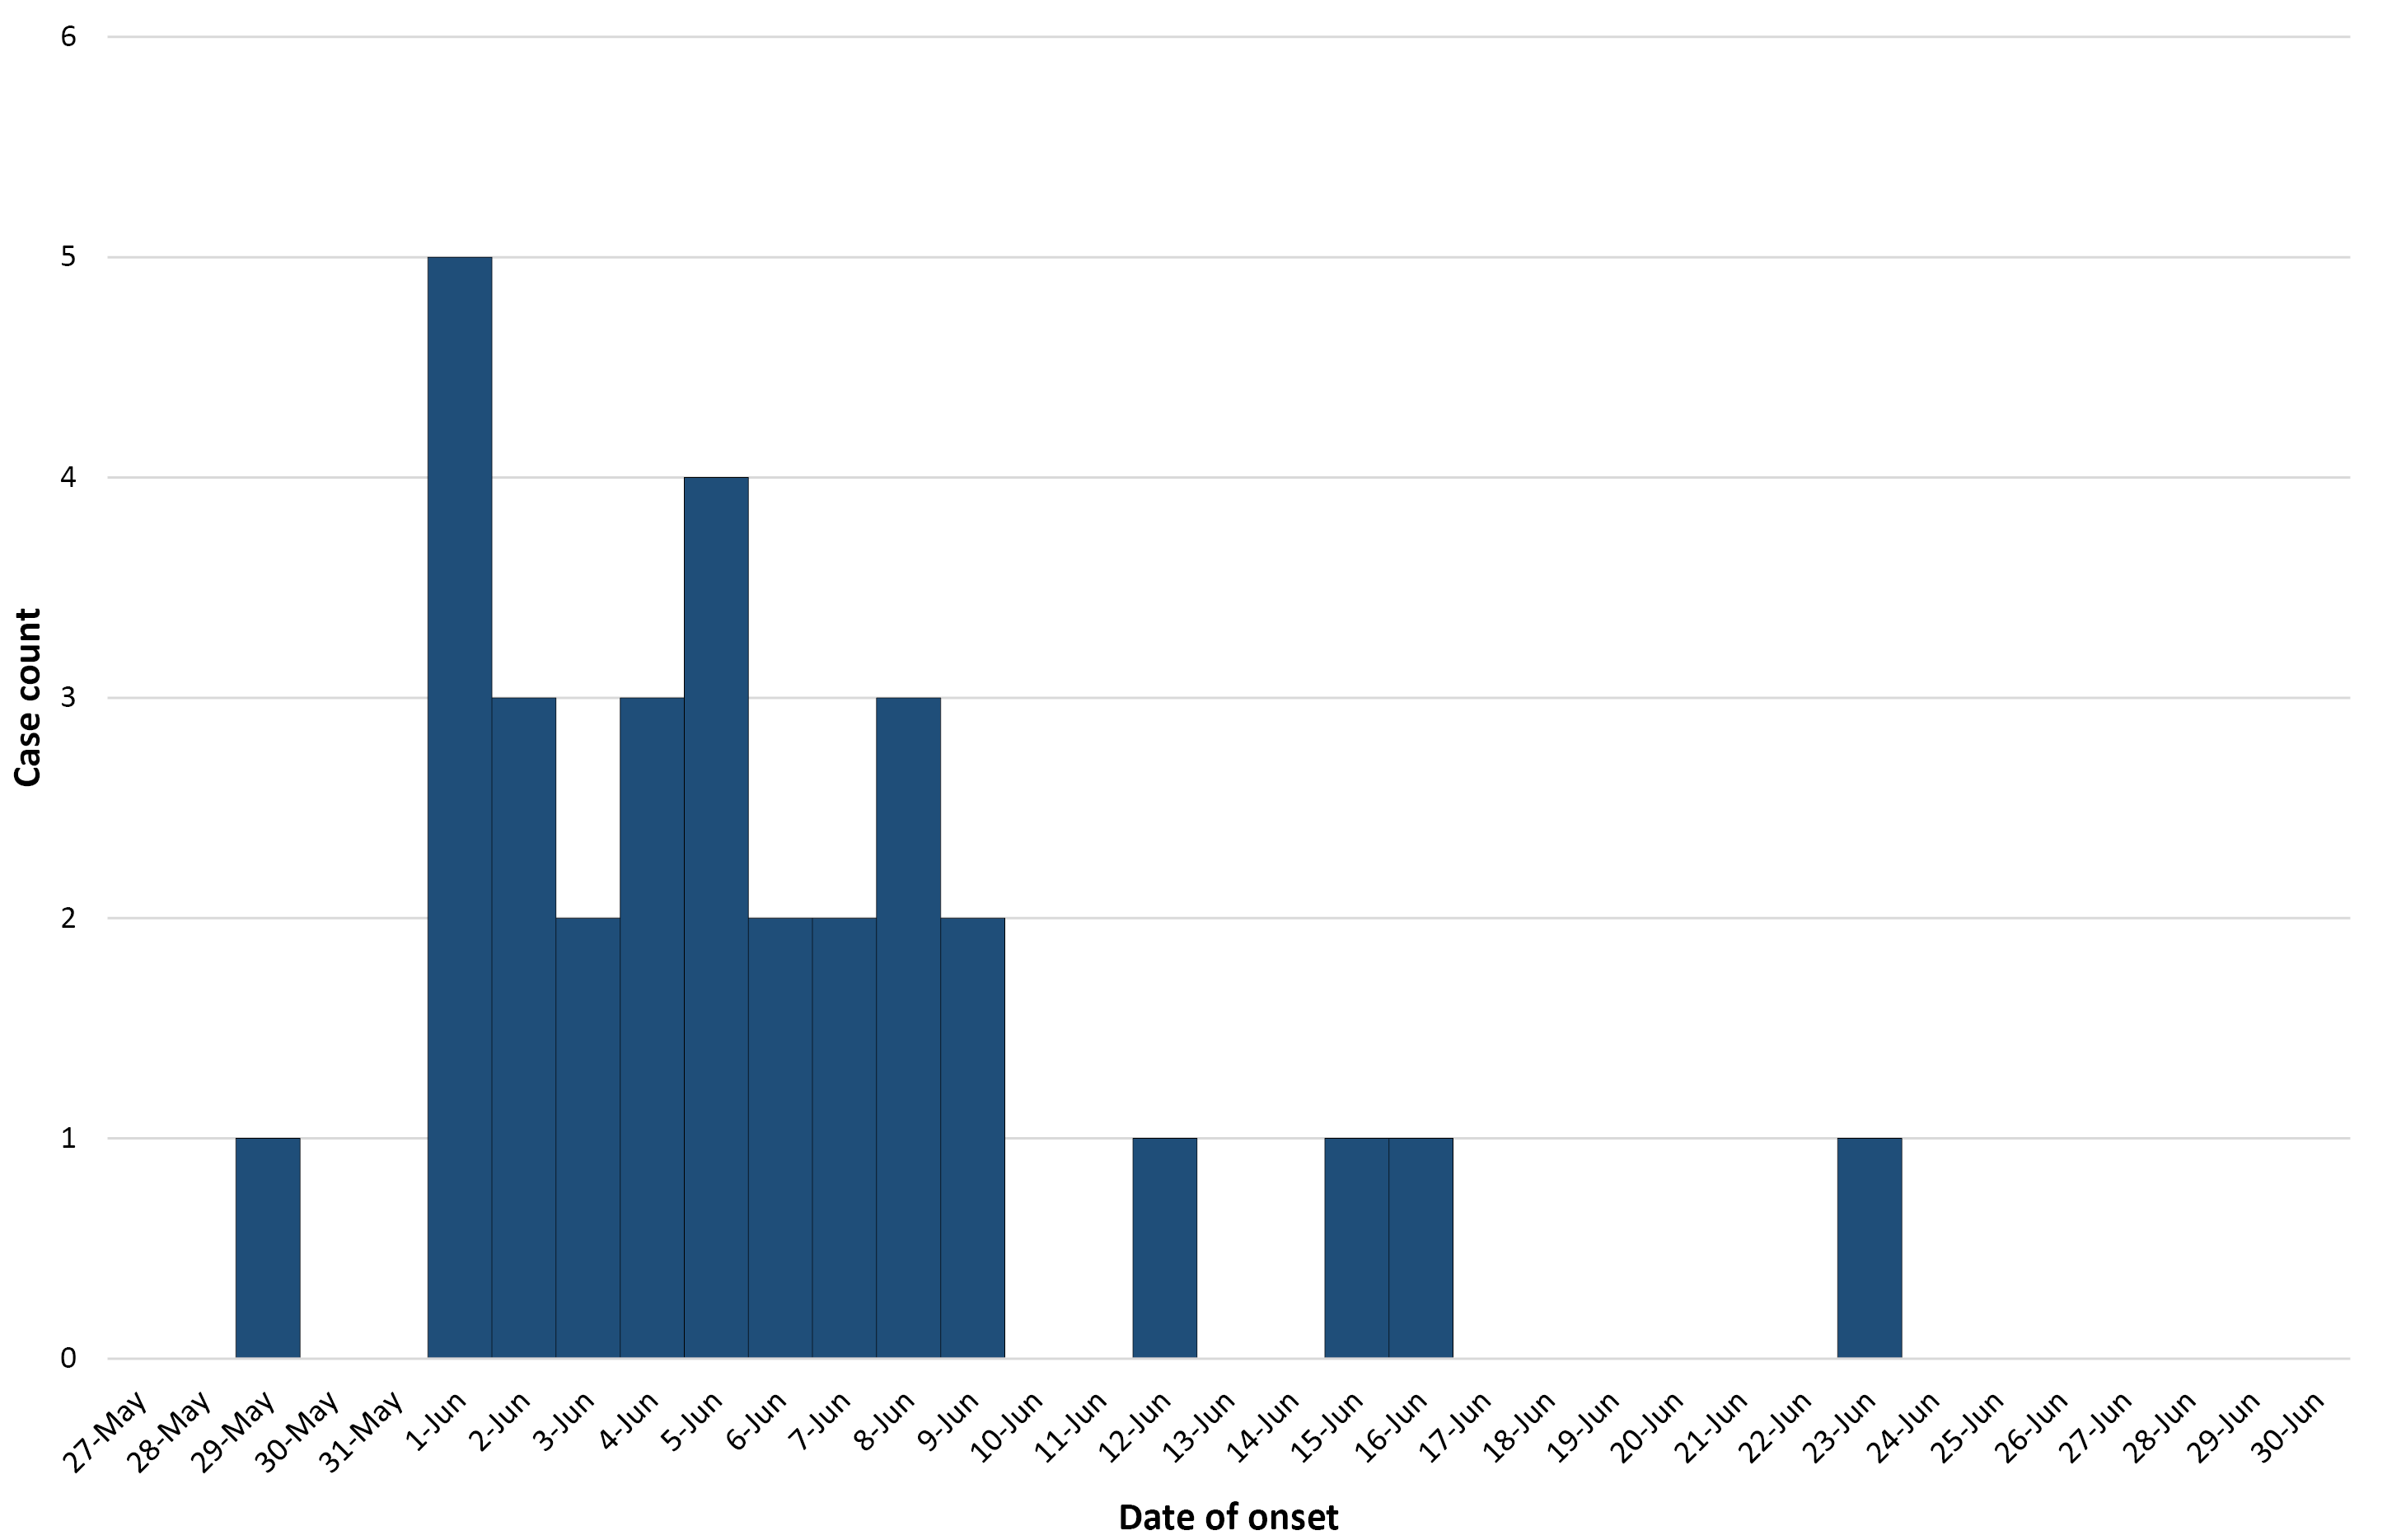 6
5
4
3
2
1
0
Case count
27-May
28-May
29-May
30-May
31-May
1-Jun
2-Jun
3-Jun
4-Jun
5-Jun
6-Jun
7-Jun
8-Jun
9-Jun
10-Jun
11-Jun
12-Jun
13-Jun
14-Jun
15-Jun
16-Jun
17-Jun
18-Jun
19-Jun
20-Jun
21-Jun
22-Jun
23-Jun
24-Jun
25-Jun
26-Jun
27-Jun
28-Jun
29-Jun
30-Jun
Date of onset